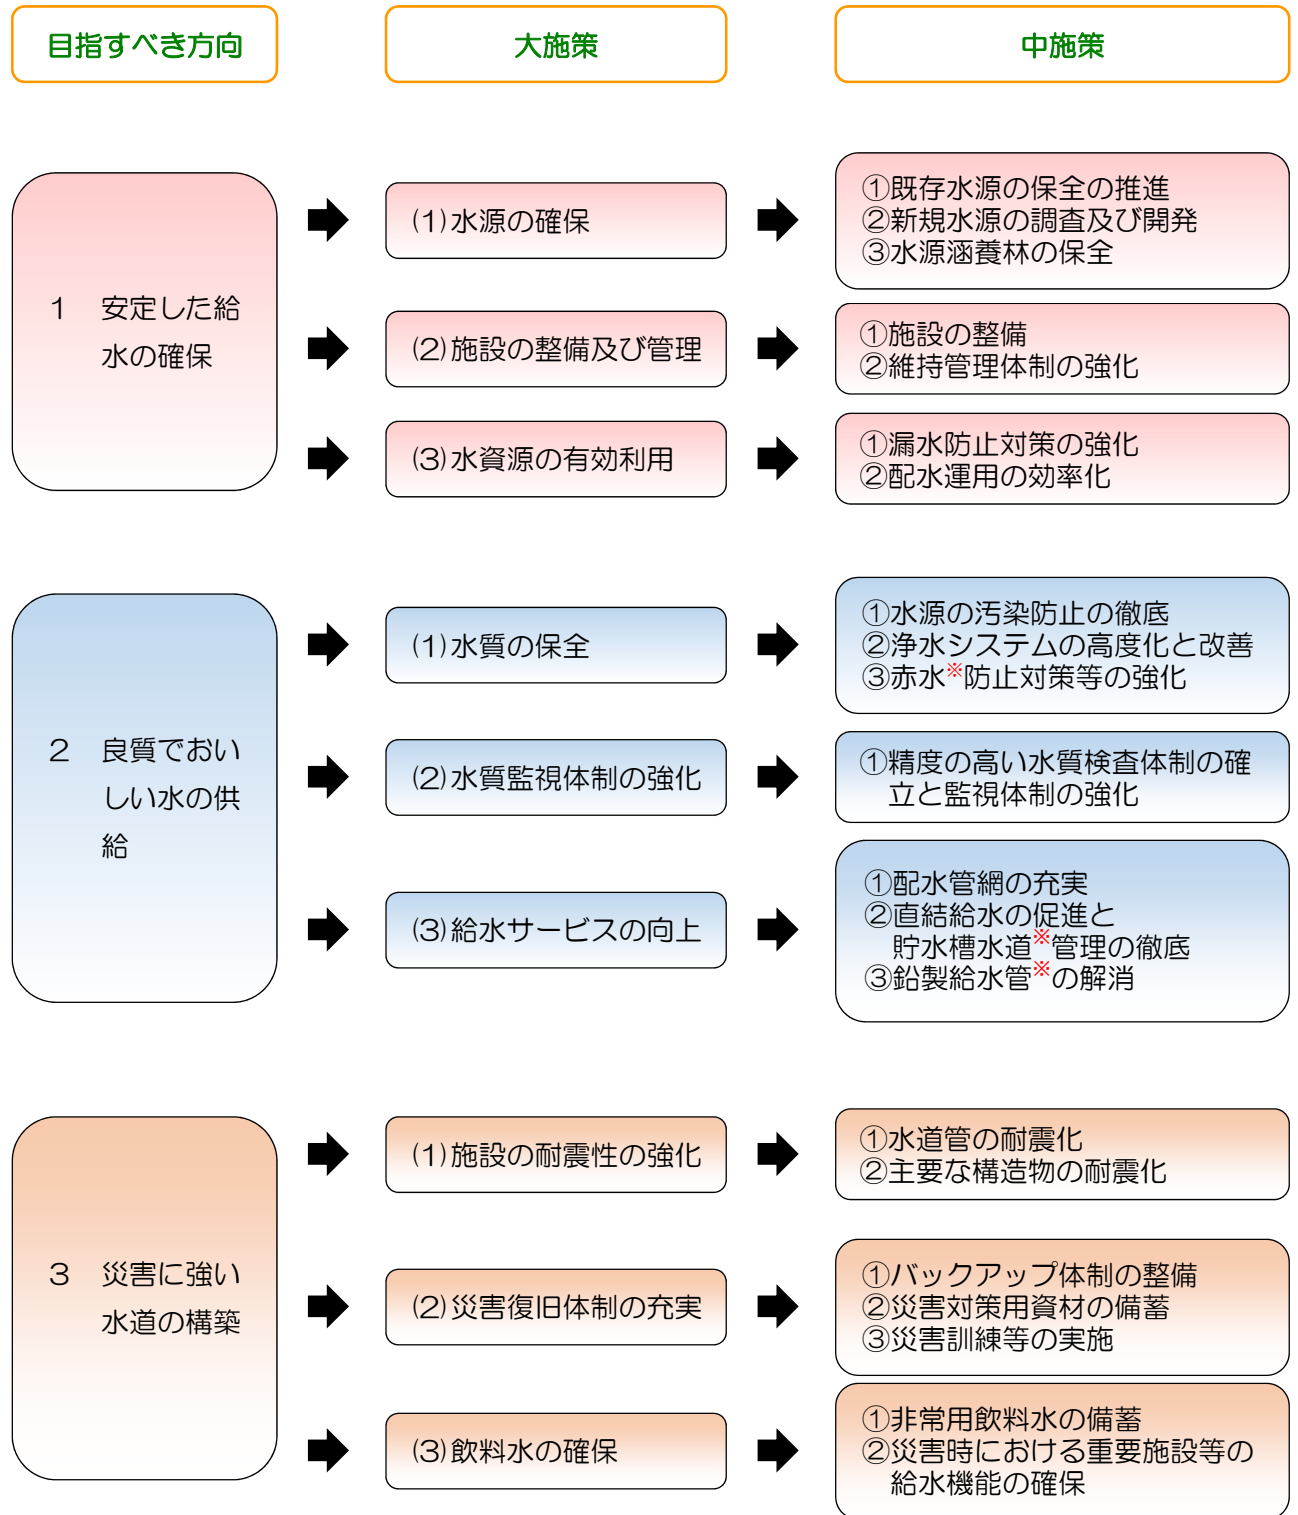 目指すべき方向
大施策
中施策
1 安定した給
水の確保
(1)水源の確保
①既存水源の保全の推進
②新規水源の調査及び開発
③水源涵養林の保全
(2)施設の整備及び管理
①施設の整備
②維持管理体制の強化
(3)水資源の有効利用
①漏水防止対策の強化
②配水運用の効率化
2 良質でおい
しい水の供
給
(1)水質の保全
①水源の汚染防止の徹底
②浄水システムの高度化と改善
③赤水※防止対策等の強化
(2)水質監視体制の強化
①精度の高い水質検査体制の確
立と監視体制の強化
(3)給水サービスの向上
①配水管網の充実
②直結給水の促進と
貯水槽水道※管理の徹底
③鉛製給水管※の解消
3 災害に強い
水道の構築
(1)施設の耐震性の強化
①水道管の耐震化
②主要な構造物の耐震化
(2)災害復旧体制の充実
①バックアップ体制の整備
②災害対策用資材の備蓄
③災害訓練等の実施
(3)飲料水の確保
①非常用飲料水の備蓄
②災害時における重要施設等の
給水機能の確保